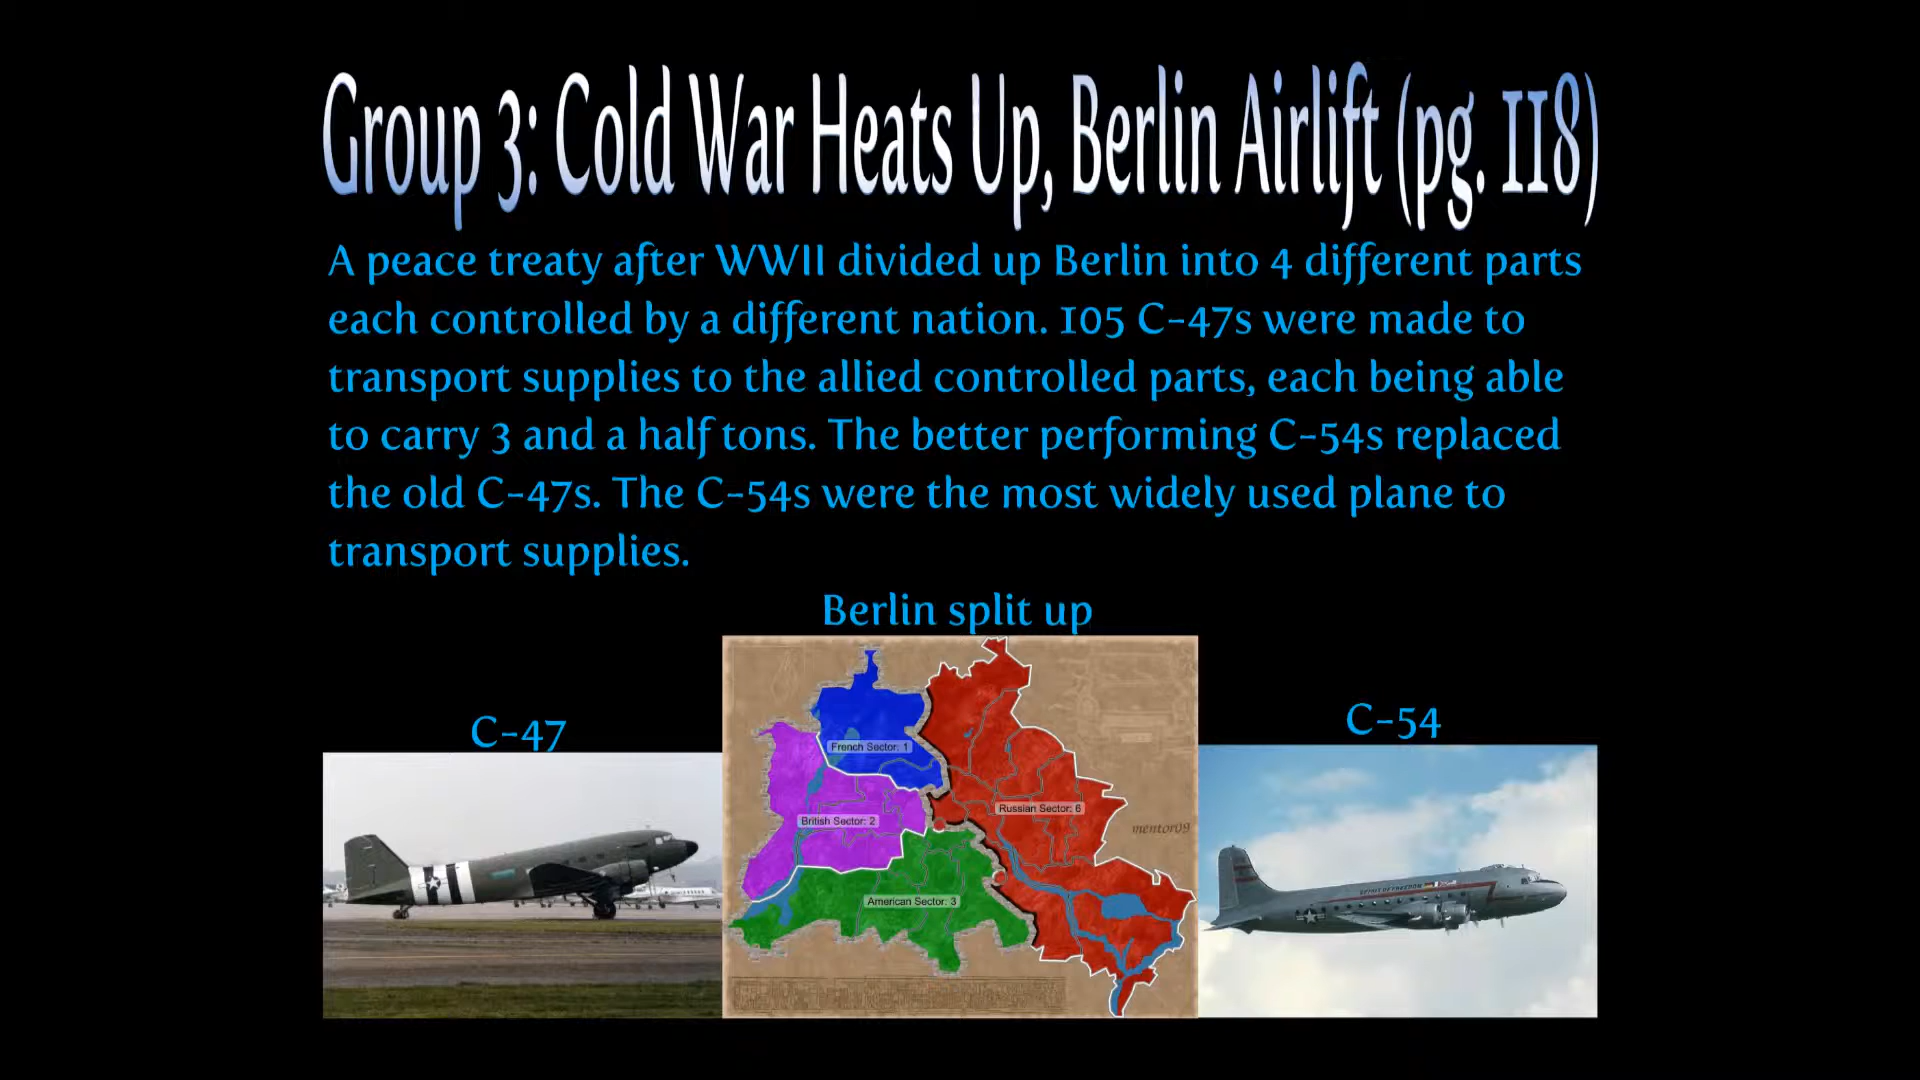 Group 3: Cold War Heats Up, Berlin Airlift (pg. 118)
A peace treaty after WWII divided up Berlin into 4 different parts
each controlled by a different nation. 105 C-47s were made to
transport supplies to the allied controlled parts, each being able
to carry 3 and a half tons. The better performing C-54s replaced
the old C-47s. The C-54s were the most widely used plane to
transport supplies.
Berlin split up
C-47
C-54
French Sector: 1
British Sector: 2
Russian Sector: 6
mentor09
American Sector: 3
SPIRIT OF FREEDOM